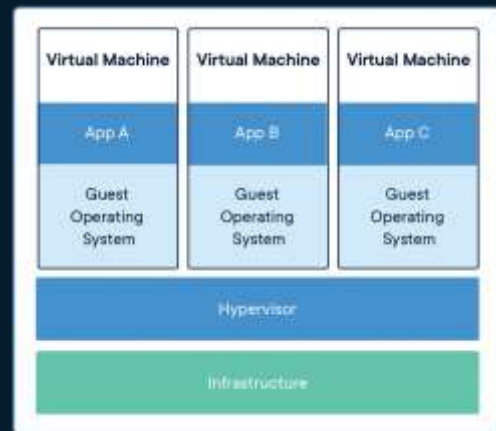 Virtual Machine Virtual Machine Virtual Machine
App A App B App C
Guest Guest Guest
Operating Operating Operating
System System System
Hypervisor
Infrastructure